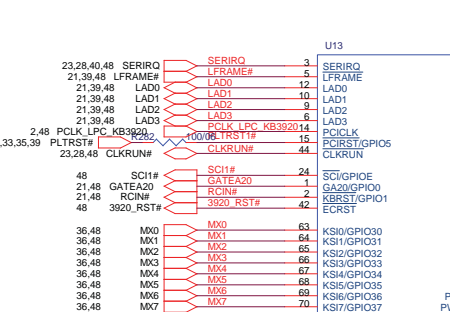 U13
23,28,40,48 SERIRQ SERIRQ 3 SERIRQ
21,39,48 LFRAME# LFRAME# 5 LFRAME
21,39,48 LAD0 LAD0 12 LAD0
21,39,48 LAD1 LAD1 10 LAD1
21,39,48 LAD2 LAD2 9 LAD2
21,39,48 LAD3 LAD3 6 LAD3
2,48 PCLK_LPC_KB3920 PCLK_LPC_KB3920 14 PCICLK
,33,35,39 PLTRST# R282 100/06 PLTRST1# 15 PCIRST/GPIO5
23,28,48 CLKRUN# CLKRUN# 44 CLKRUN
48 SCI1# SCI1# 24 SCI/GPIOE
21,48 GATEA20 GATEA20 1 GA20/GPIO0
21,48 RCIN# RCIN# 2 KBRST/GPIO1
48 3920_RST# 3920_RST# 42 ECRST
36,48 MX0 MX0 63 KSI0/GPIO30
36,48 MX1 MX1 64 KSI1/GPIO31
36,48 MX2 MX2 65 KSI2/GPIO32
36,48 MX3 MX3 66 KSI3/GPIO33
36,48 MX4 MX4 67 KSI4/GPIO34
36,48 MX5 MX5 68 KSI5/GPIO35
36,48 MX6 MX6 69 KSI6/GPIO36 P
36,48 MX7 MX7 70 KSI7/GPIO37 PW